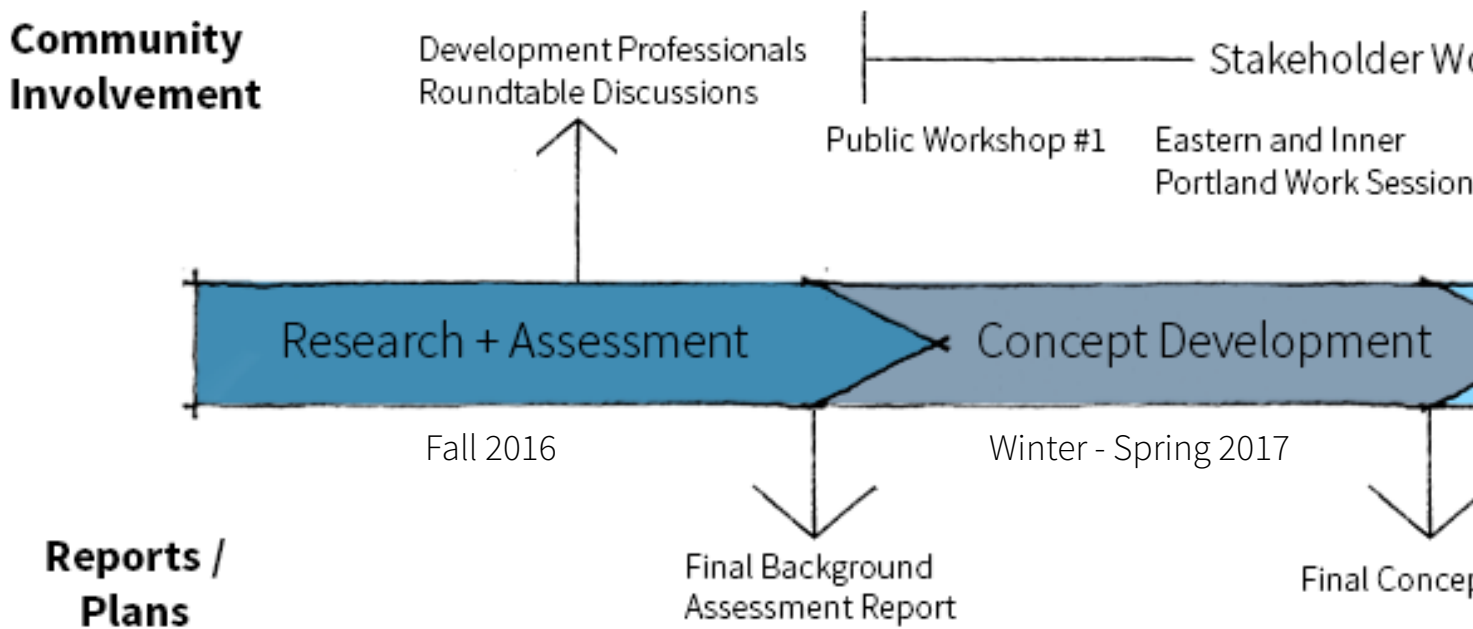 Community
Involvement
Development Professionals
Roundtable Discussions
Stakeholder
Public Workshop #1
Eastern and Inner
Portland Work Session
Research + Assessment
Concept Development
Fall 2016
Winter - Spring 2017
Reports /
Plans
Final Background
Assessment Report
Final